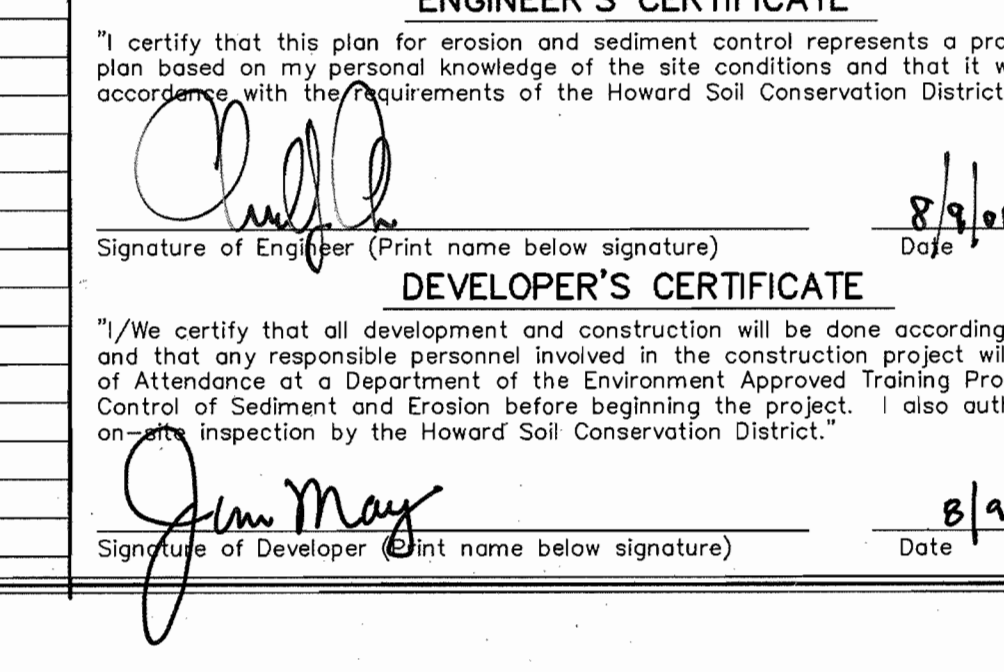 ENGINEER'S CERTIFICATE
"I certify that this plan for erosion and sediment control represents a
plan based on my personal knowledge of the site conditions and that it
accordance with the requirements of the Howard Soil Conservation District
8/9/
Signature of Engineer (Print name below signature)
Date
DEVELOPER'S CERTIFICATE
"I/We certify that all development and construction will be done according
and that any responsible personnel involved in the construction project
of Attendance at a Department of the Environment Approved Training
Control of Sediment and Erosion before beginning the project. I also
on-site inspection by the Howard Soil Conservation District."
Jim May
8/9
Signature of Developer (Print name below signature)
Date